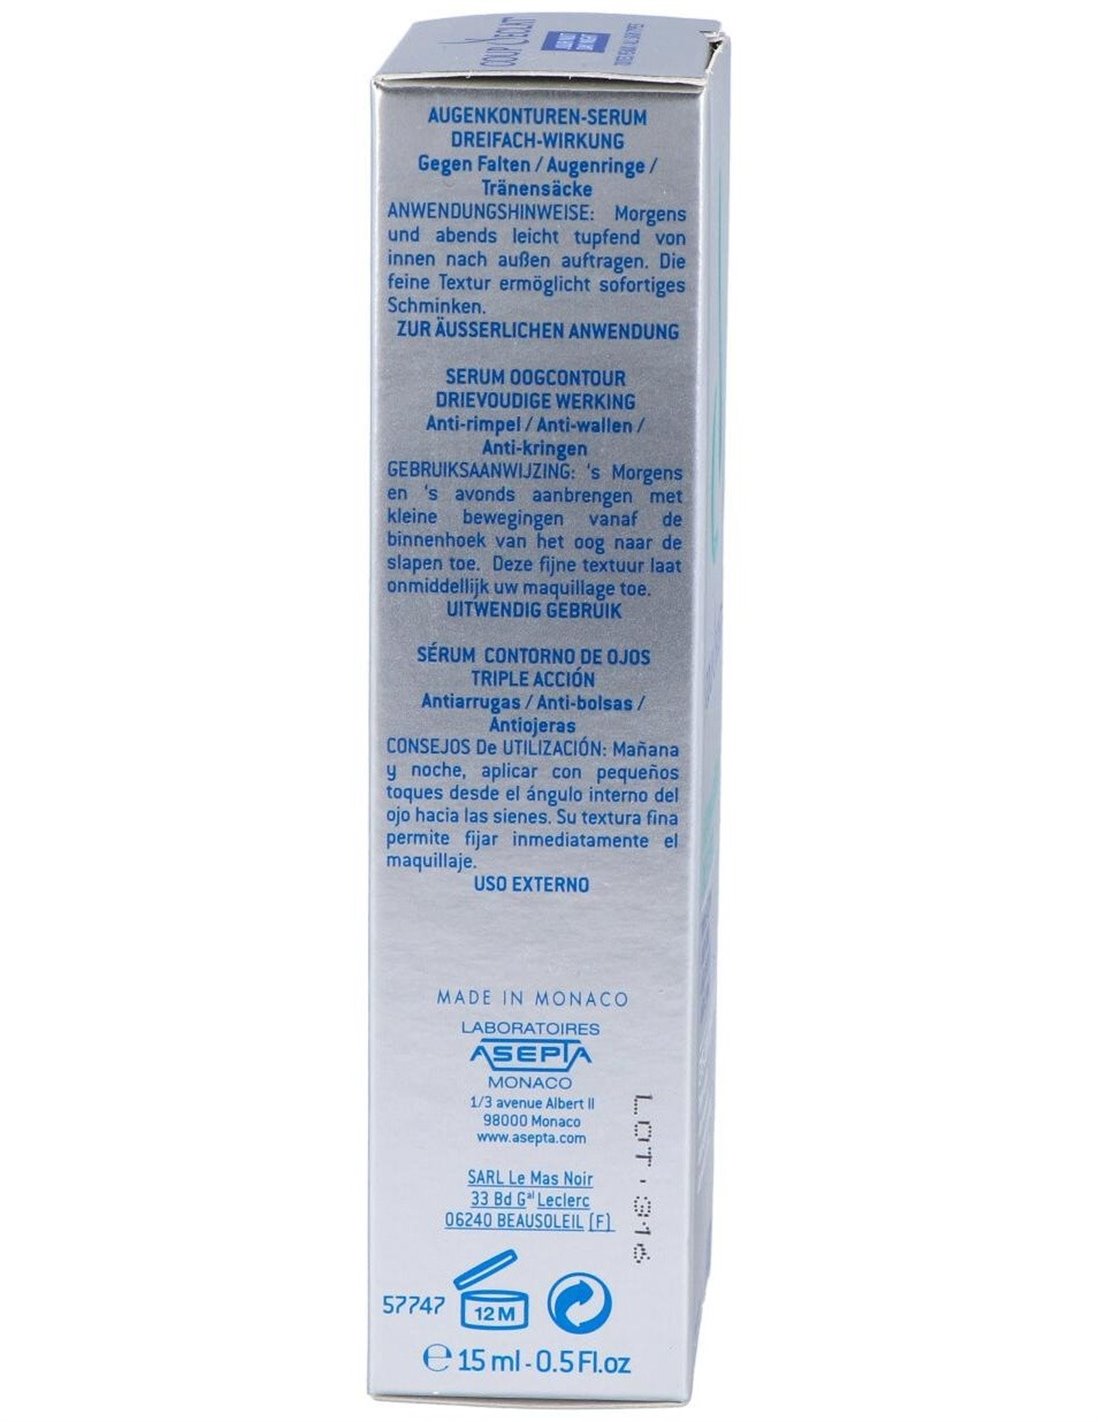 COUP D'ECLAT
JOUR NUIT
DAY NIGHT
AUGENKONTUREN-SERUM
DREIFACH-WIRKUNG
Gegen Falten / Augenringe /
Tränensäcke
ANWENDUNGSHINWEISE: Morgens
und abends leicht tupfend von
innen nach außen auftragen. Die
feine Textur ermöglicht sofortiges
Schminken.
ZUR ÄUSSERLICHEN ANWENDUNG
SERUM OOGCONTOUR
DRIEVOUDIGE WERKING
Anti-rimpel / Anti-wallen /
Anti-kringen
GEBRUIKSAANWIJZING: 's Morgens
en 's avonds aanbrengen met
kleine bewegingen vanaf de
binnenhoek van het oog naar de
slapen toe. Deze fijne textuur laat
onmiddellijk uw maquillage toe.
UITWENDIG GEBRUIK
SÉRUM CONTORNO DE OJOS
TRIPLE ACCIÓN
Antiarrugas / Anti-bolsas /
Antiojeras
CONSEJOS De UTILIZACIÓN: Mañana
y noche, aplicar con pequeños
toques desde el ángulo interno del
ojo hacia las sienes. Su textura fina
permite fijar inmediatamente el
maquillaje.
USO EXTERNO
MADE IN MONACO
LABORATOIRES
ASEPTA
MONACO
1/3 avenue Albert II
98000 Monaco
www.asepta.com
SARL Le Mas Noir
33 Bd Gal Leclerc
06240 BEAUSOLEIL (F)
LOT.316
57747
12 M
℮ 15 ml - 0.5 Fl.oz